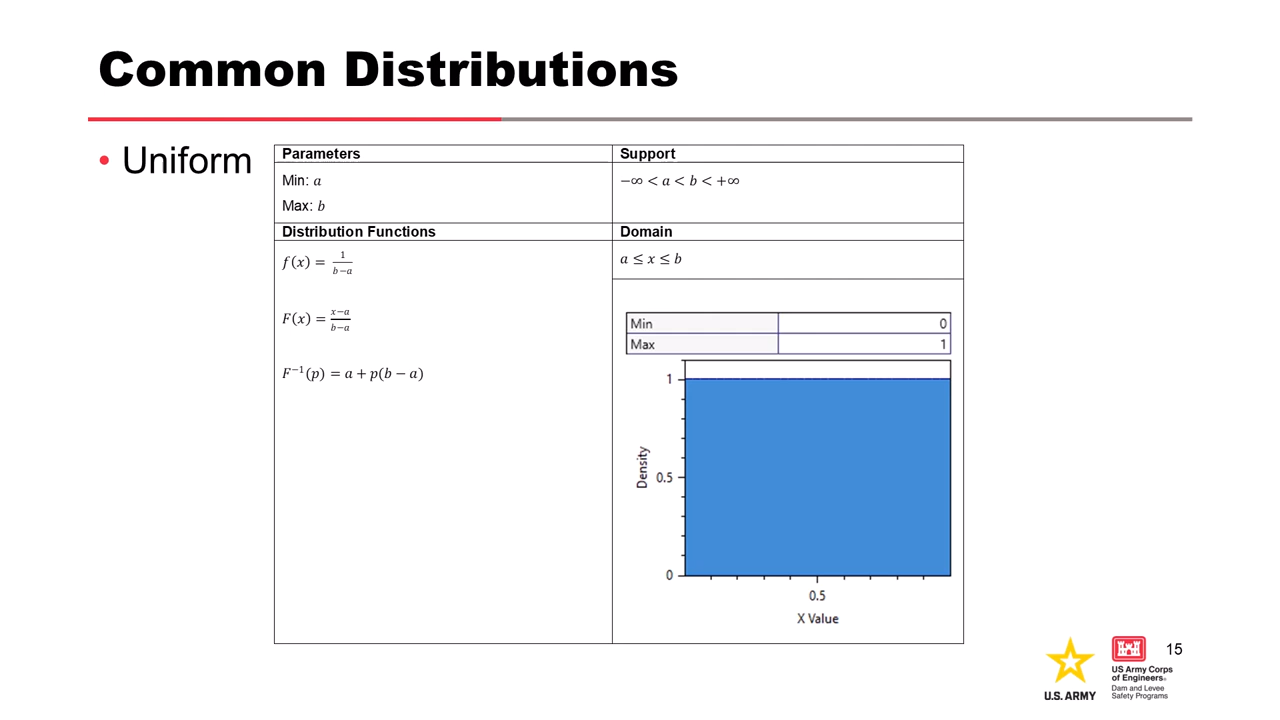 Common Distributions
• Uniform
Parameters
Support
Min: a
Max: b
−∞ < a < b < +∞
Distribution Functions
Domain
f(x) = 1/(b−a)
F(x) = (x−a)/(b−a)
F⁻¹(p) = a + p(b − a)
a ≤ x ≤ b
Min 0
Max 1
1
0.5
0
Density
0.5
X Value
U.S. ARMY
US Army Corps
of Engineers®
Dam and Levee
Safety Programs
15